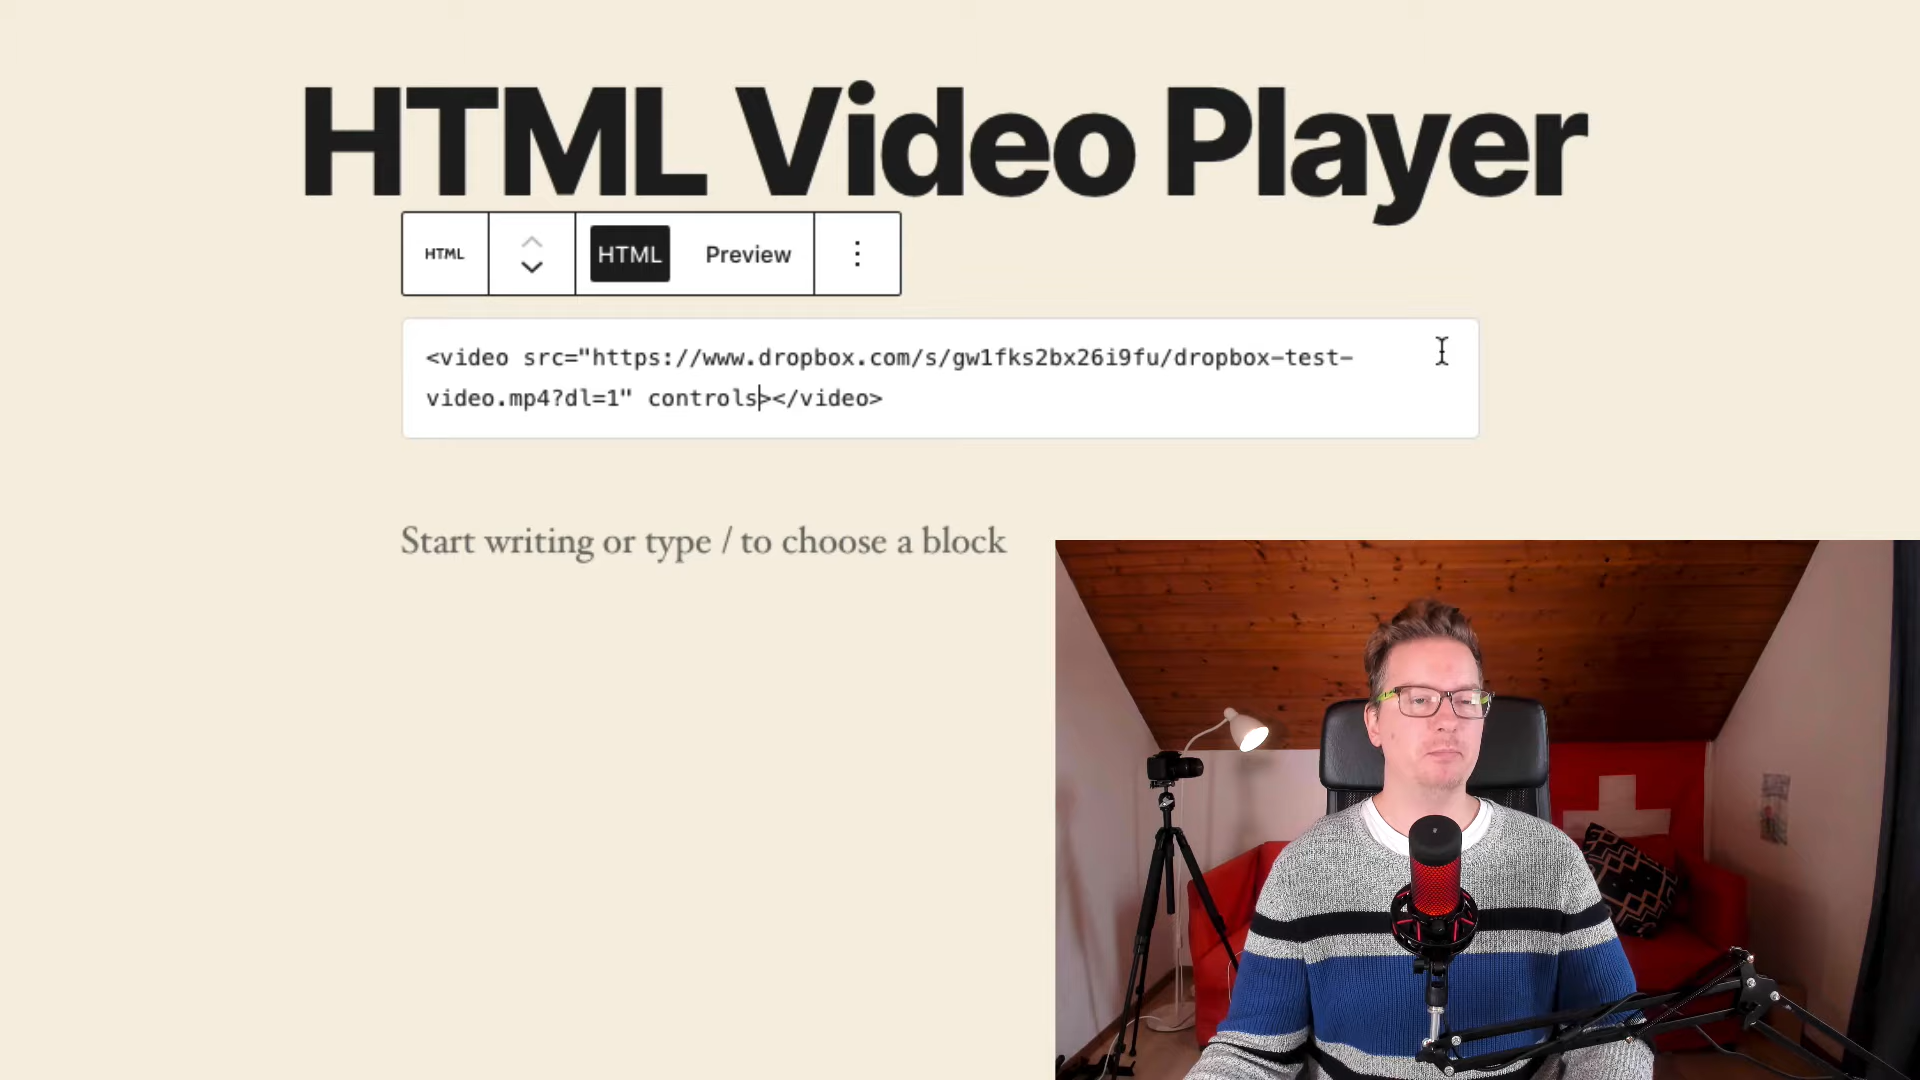 HTML Video Player
HTML
HTML Preview
<video src="https://www.dropbox.com/s/gw1fks2bx26i9fu/dropbox-test-
video.mp4?dl=1" controls></video>
Start writing or type / to choose a block